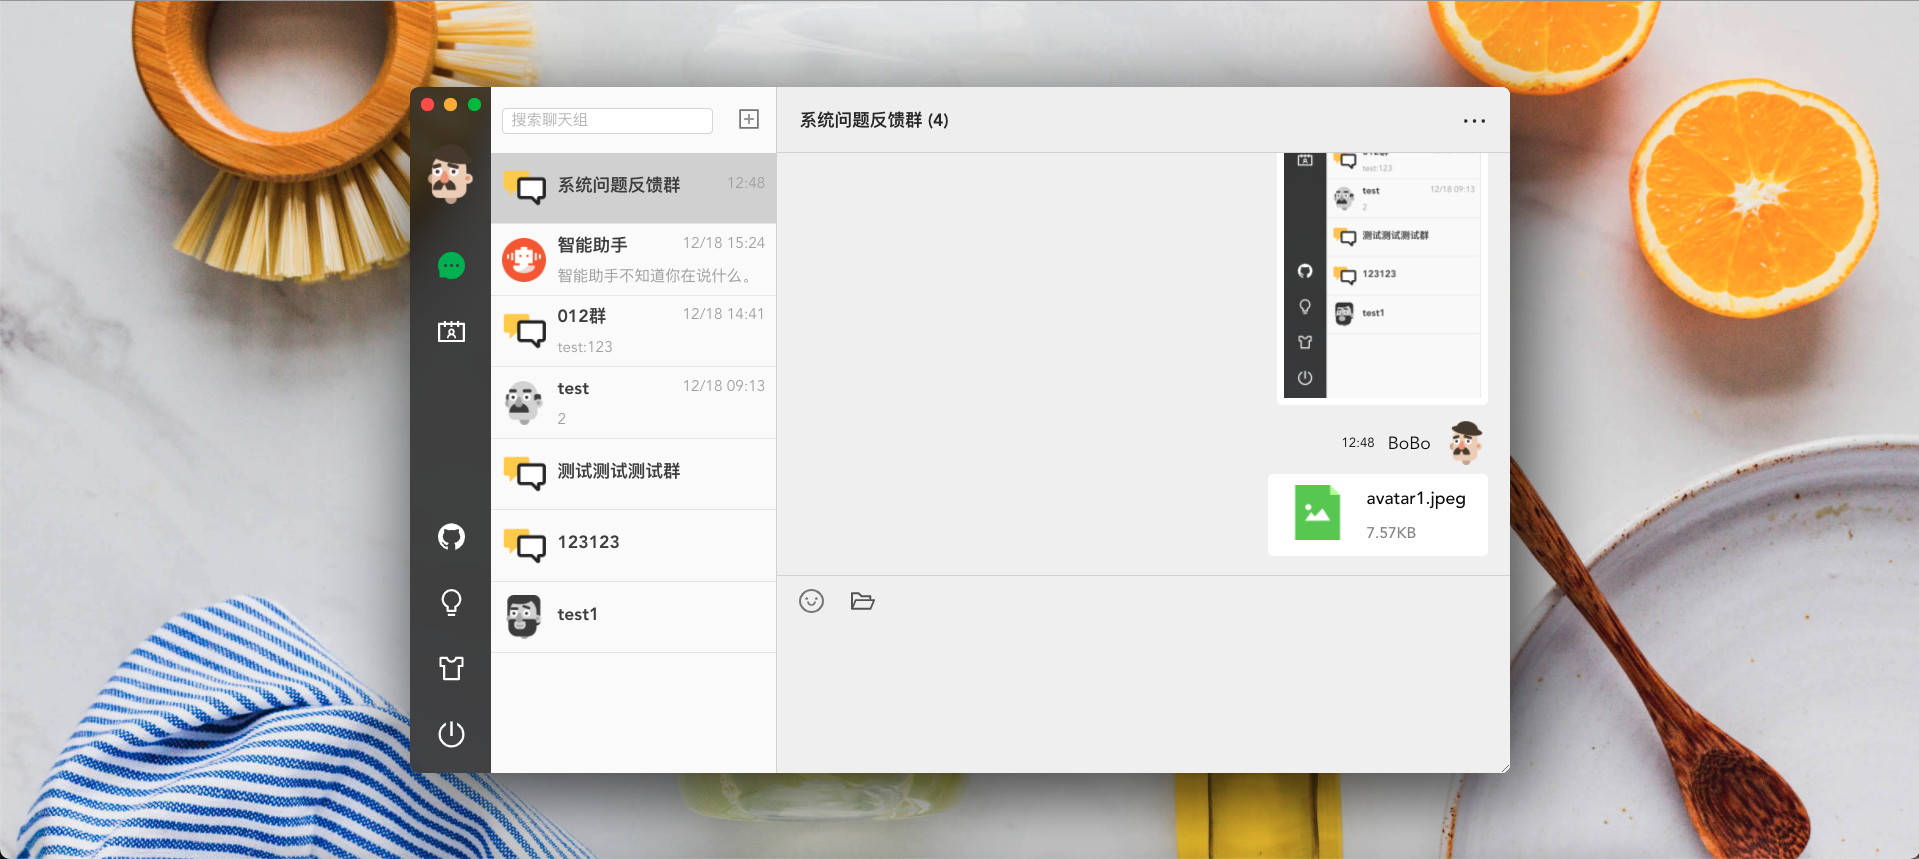 搜索聊天组
系统问题反馈群 12:48
智能助手 12/18 15:24
智能助手不知道你在说什么。
012群 12/18 14:41
test:123
test 12/18 09:13
2
测试测试测试群
123123
test1
系统问题反馈群 (4)
test:123
test 12/18 09:13
2
测试测试测试群
123123
test1
12:48 BoBo
avatar1.jpeg
7.57KB